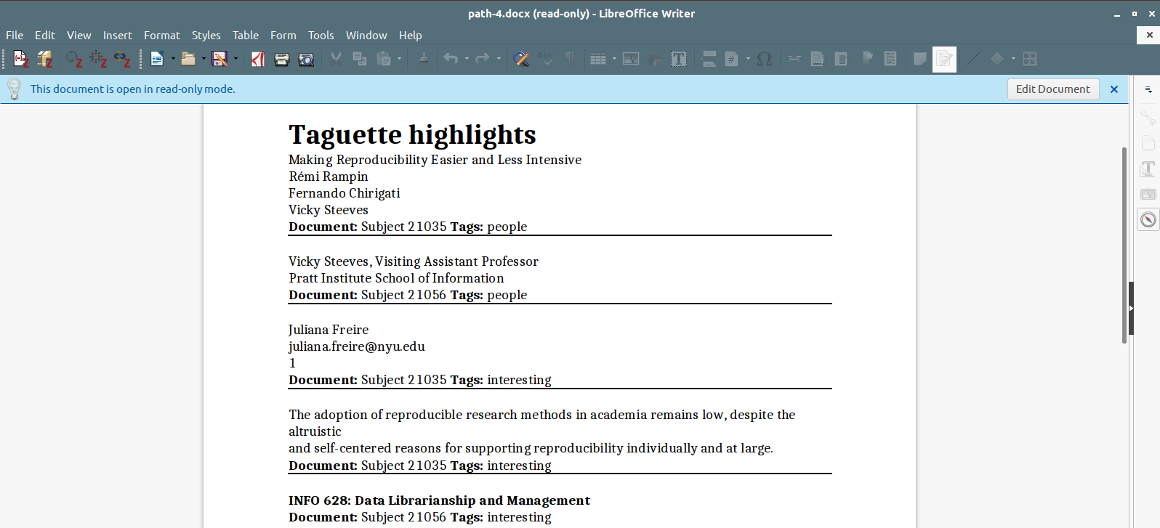 path-4.docx (read-only) - LibreOffice Writer
File Edit View Insert Format Styles Table Form Tools Window Help
This document is open in read-only mode.
Edit Document
Taguette highlights
Making Reproducibility Easier and Less Intensive
Rémi Rampin
Fernando Chirigati
Vicky Steeves
Document: Subject 21035 Tags: people
Vicky Steeves, Visiting Assistant Professor
Pratt Institute School of Information
Document: Subject 21056 Tags: people
Juliana Freire
juliana.freire@nyu.edu
1
Document: Subject 21035 Tags: interesting
The adoption of reproducible research methods in academia remains low, despite the
altruistic
and self-centered reasons for supporting reproducibility individually and at large.
Document: Subject 21035 Tags: interesting
INFO 628: Data Librarianship and Management
Document: Subject 21056 Tags: interesting